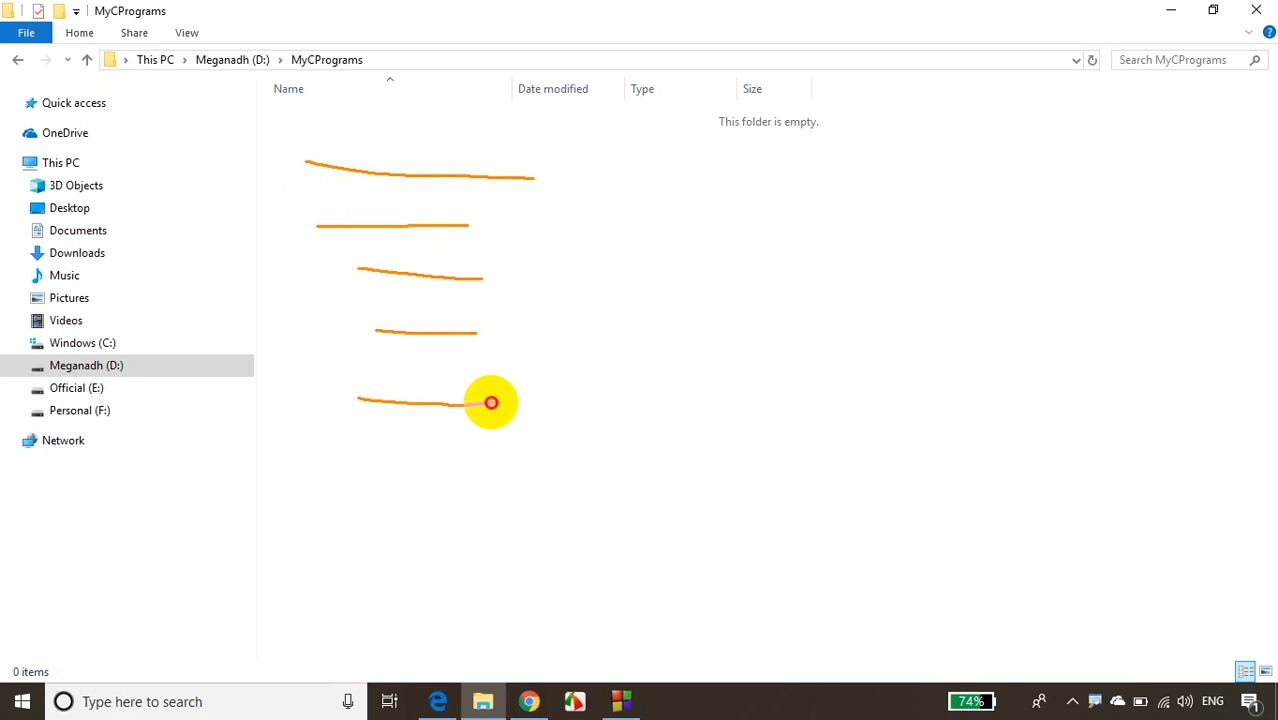 MyCPrograms
File Home Share View
This PC Meganadh (D:) MyCPrograms
Search MyCPrograms
Name Date modified Type Size
This folder is empty.
Quick access
OneDrive
This PC
3D Objects
Desktop
Documents
Downloads
Music
Pictures
Videos
Windows (C:)
Meganadh (D:)
Official (E:)
Personal (F:)
Network
0 items
Type here to search
74%
ENG
1